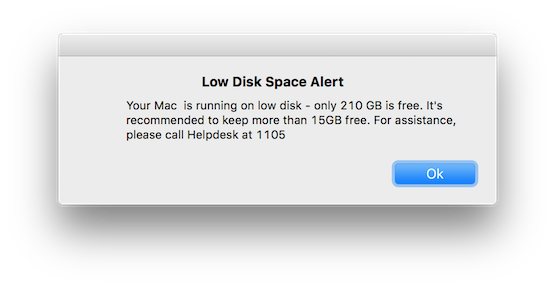 Low Disk Space Alert
Your Mac  is running on low disk - only 210 GB is free. It's
recommended to keep more than 15GB free. For assistance,
please call Helpdesk at 1105
Ok